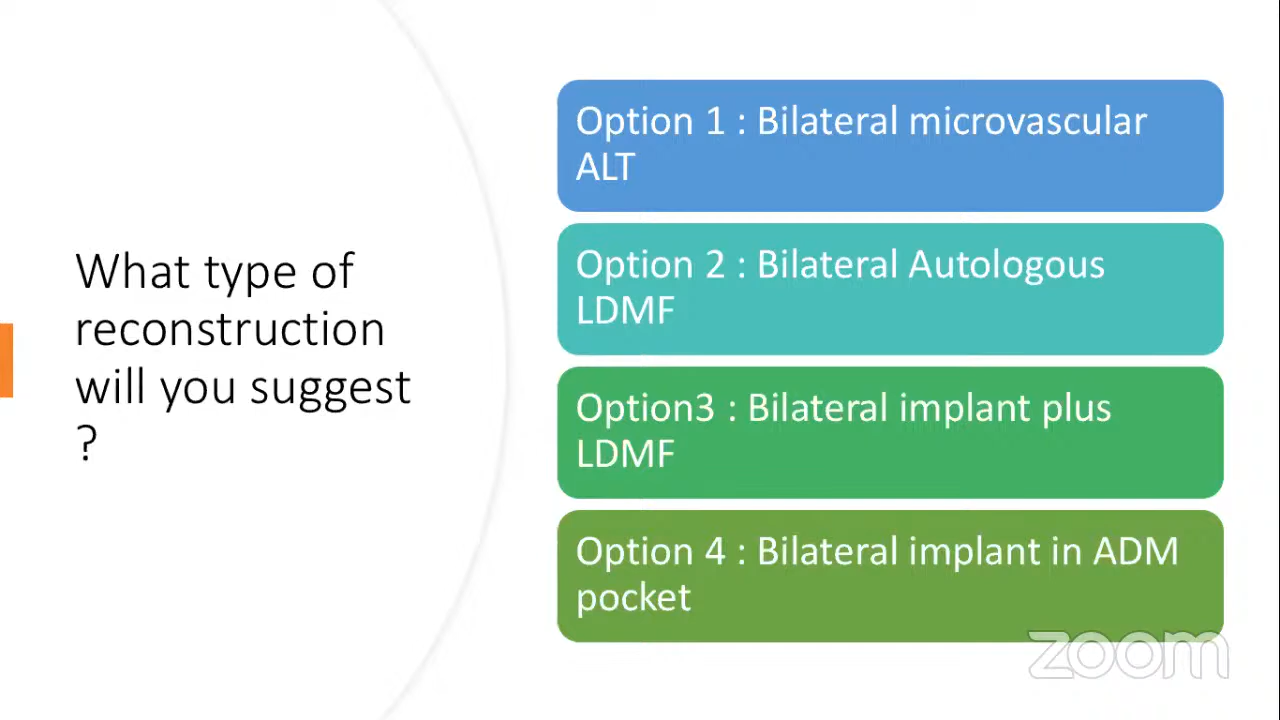 What type of
reconstruction
will you suggest
?
Option 1 : Bilateral microvascular
ALT
Option 2 : Bilateral Autologous
LDMF
Option3 : Bilateral implant plus
LDMF
Option 4 : Bilateral implant in ADM
pocket
zoom